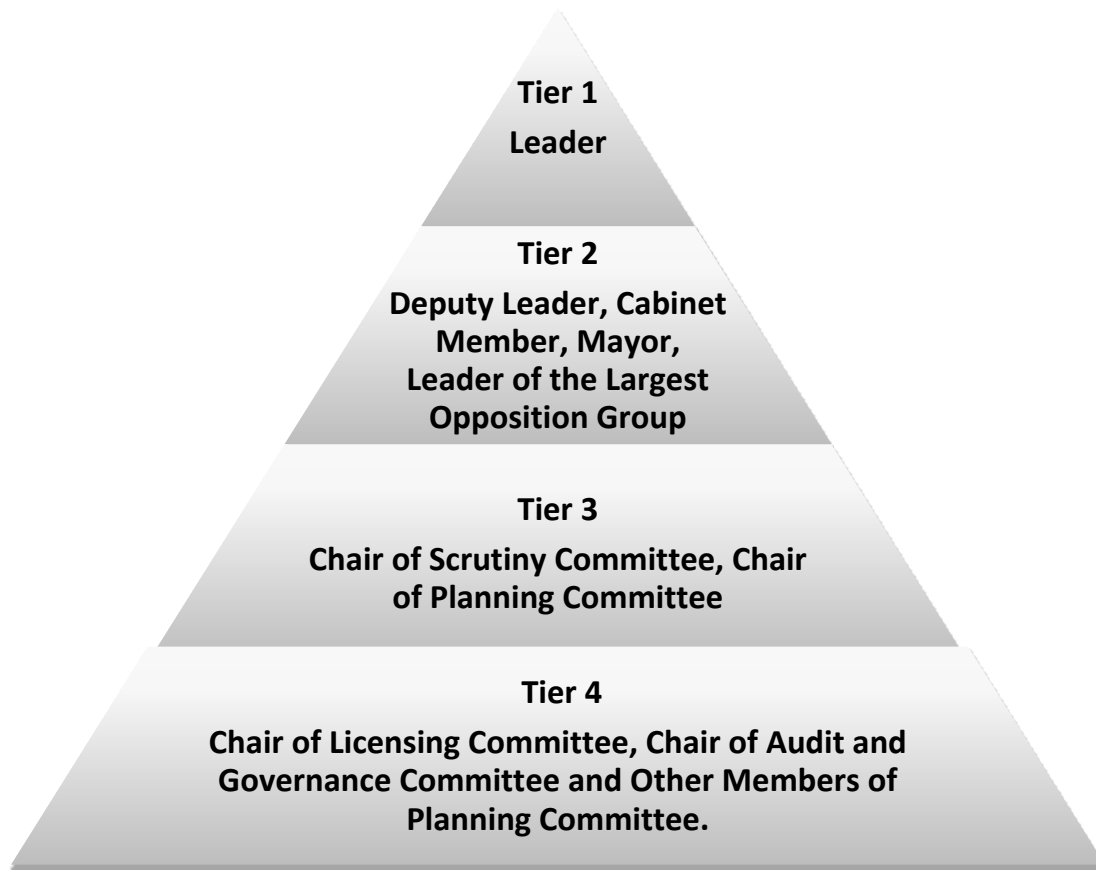 Tier 1
Leader
Tier 2
Deputy Leader, Cabinet
Member, Mayor,
Leader of the Largest
Opposition Group
Tier 3
Chair of Scrutiny Committee, Chair
of Planning Committee
Tier 4
Chair of Licensing Committee, Chair of Audit and
Governance Committee and Other Members of
Planning Committee.